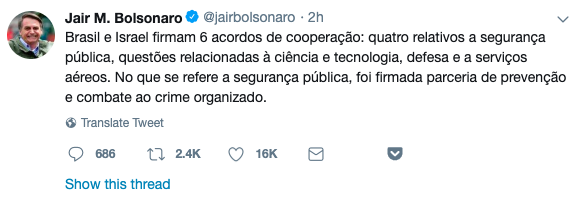 Jair M. Bolsonaro @jairbolsonaro · 2h
Brasil e Israel firmam 6 acordos de cooperação: quatro relativos a segurança
pública, questões relacionadas à ciência e tecnologia, defesa e a serviços
aéreos. No que se refere a segurança pública, foi firmada parceria de prevenção
e combate ao crime organizado.
Translate Tweet
686 2.4K 16K
Show this thread